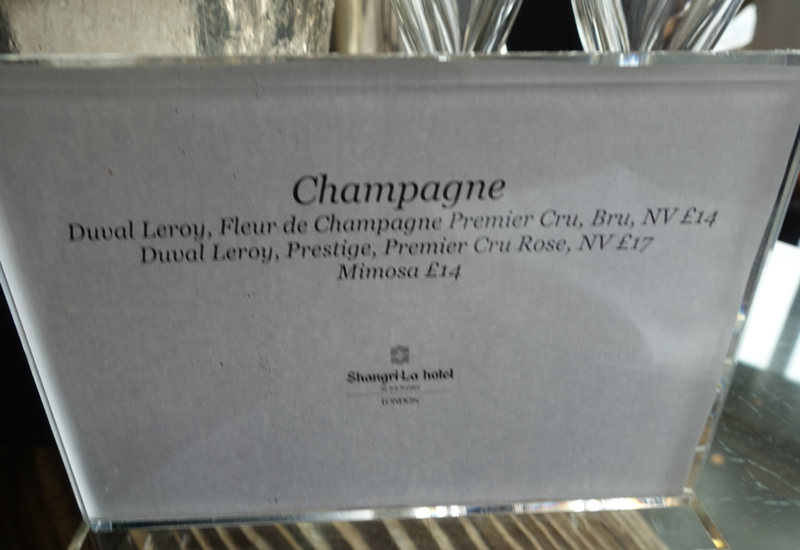 Champagne
Duval Leroy, Fleur de Champagne Premier Cru, Bru, NV £14
Duval Leroy, Prestige, Premier Cru Rose, NV £17
Mimosa £14
Shangri-La hotel
LONDON